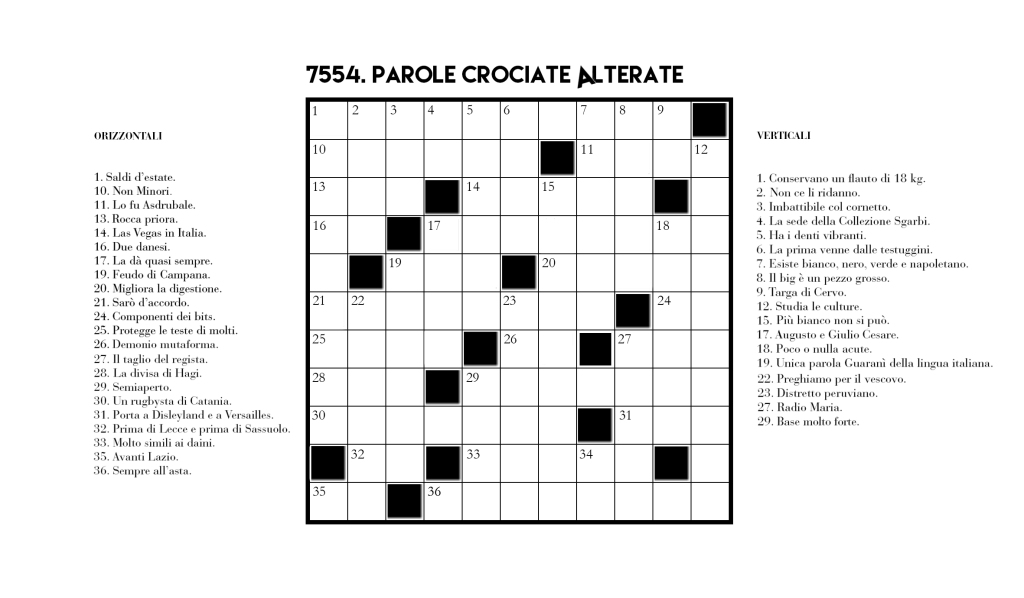 7554. PAROLE CROCIATE ALTERATE
ORIZZONTALI
1. Saldi d'estate.
10. Non Minori.
11. Lo fu Asdrubale.
13. Rocca priora.
14. Las Vegas in Italia.
16. Due danesi.
17. La dà quasi sempre.
19. Feudo di Campana.
20. Migliora la digestione.
21. Sarò d'accordo.
24. Componenti dei bits.
25. Protegge le teste di molti.
26. Demonio mutaforma.
27. Il taglio del regista.
28. La divisa di Hagi.
29. Semiaperto.
30. Un rugbysta di Catania.
31. Porta a Disleyland e a Versailles.
32. Prima di Lecce e prima di Sassuolo.
33. Molto simili ai daini.
35. Avanti Lazio.
36. Sempre all'asta.
1 2 3 4 5 6 7 8 9
10 11 12
13 14 15
16 17 18
19 20
21 22 23 24
25 26 27
28 29
30 31
32 33 34
35 36
VERTICALI
1. Conservano un flauto di 18 kg.
2. Non ce li ridanno.
3. Imbattibile col cornetto.
4. La sede della Collezione Sgarbi.
5. Ha i denti vibranti.
6. La prima venne dalle testuggini.
7. Esiste bianco, nero, verde e napoletano.
8. Il big è un pezzo grosso.
9. Targa di Cervo.
12. Studia le culture.
15. Più bianco non si può.
17. Augusto e Giulio Cesare.
18. Poco o nulla acute.
19. Unica parola Guaranì della lingua italiana.
22. Preghiamo per il vescovo.
23. Distretto peruviano.
27. Radio Maria.
29. Base molto forte.